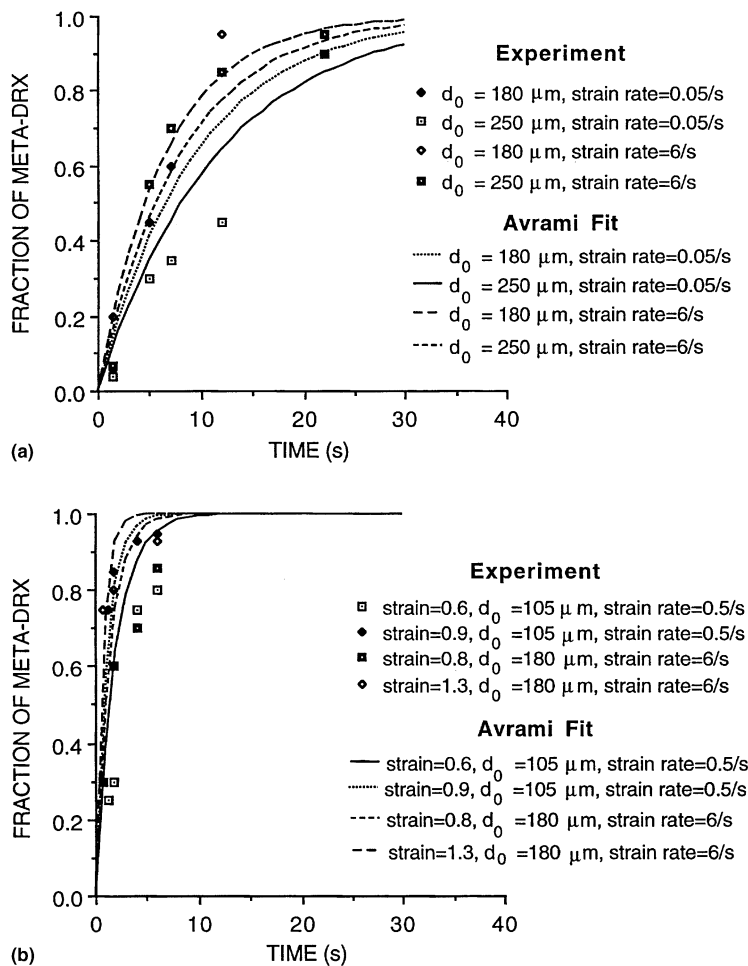 1.0
0.8
0.6
0.4
0.2
0.0
0 10 20 30 40
FRACTION OF META-DRX
TIME (s)
(a)
Experiment
d0 = 180 μm, strain rate=0.05/s
d0 = 250 μm, strain rate=0.05/s
d0 = 180 μm, strain rate=6/s
d0 = 250 μm, strain rate=6/s
Avrami Fit
d0 = 180 μm, strain rate=0.05/s
d0 = 250 μm, strain rate=0.05/s
d0 = 180 μm, strain rate=6/s
d0 = 250 μm, strain rate=6/s
1.0
0.8
0.6
0.4
0.2
0.0
0 10 20 30 40
FRACTION OF META-DRX
TIME (s)
(b)
Experiment
strain=0.6, d0 =105 μm, strain rate=0.5/s
strain=0.9, d0 =105 μm, strain rate=0.5/s
strain=0.8, d0 =180 μm, strain rate=6/s
strain=1.3, d0 =180 μm, strain rate=6/s
Avrami Fit
strain=0.6, d0 =105 μm, strain rate=0.5/s
strain=0.9, d0 =105 μm, strain rate=0.5/s
strain=0.8, d0 =180 μm, strain rate=6/s
strain=1.3, d0 =180 μm, strain rate=6/s